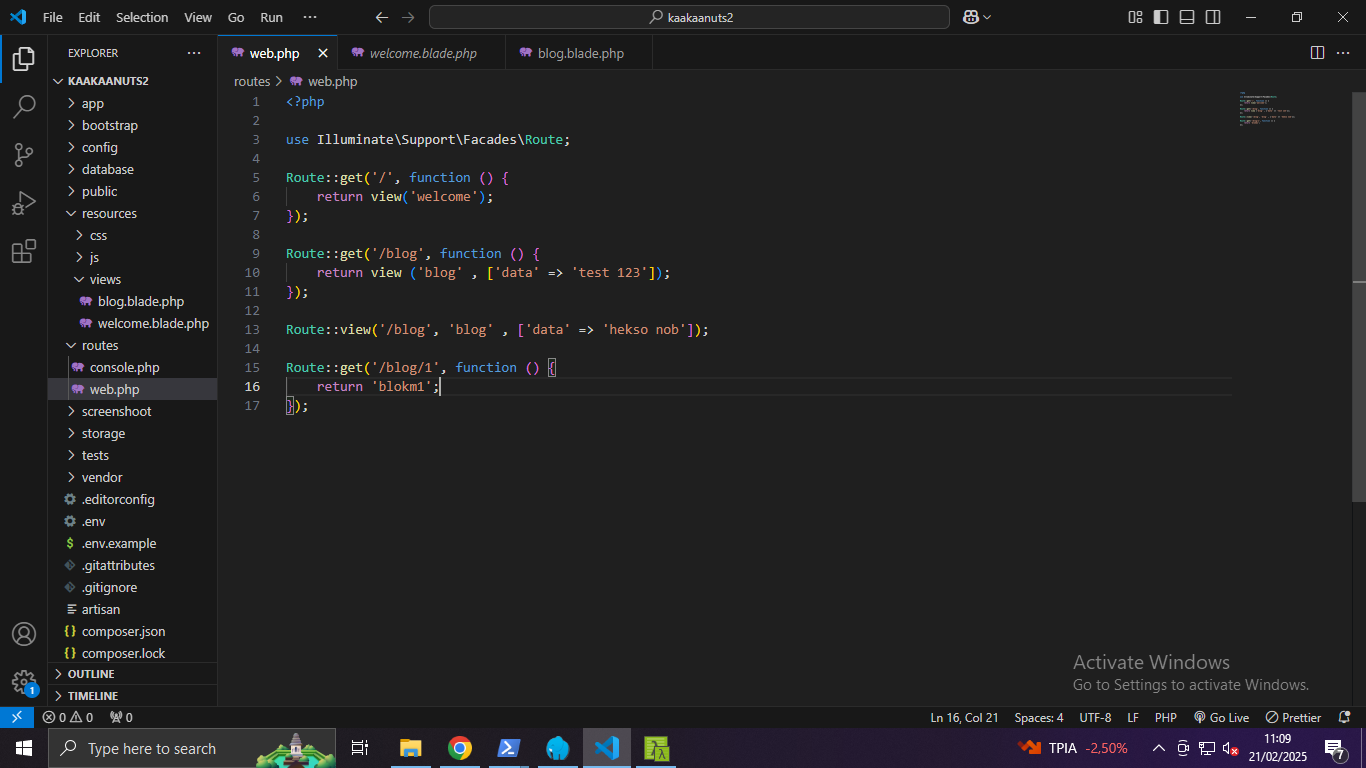 File Edit Selection View Go Run ···
kaakaanuts2
EXPLORER ···
web.php
welcome.blade.php
blog.blade.php
routes > web.php
KAAKAANUTS2
app
bootstrap
config
database
public
resources
css
js
views
blog.blade.php
welcome.blade.php
routes
console.php
web.php
screenshoot
storage
tests
vendor
.editorconfig
.env
$ .env.example
.gitattributes
.gitignore
artisan
{} composer.json
{} composer.lock
OUTLINE
TIMELINE
1 <?php
2
3 use Illuminate\Support\Facades\Route;
4
5 Route::get('/', function () {
6     return view('welcome');
7 });
8
9 Route::get('/blog', function () {
10     return view ('blog' , ['data' => 'test 123']);
11 });
12
13 Route::view('/blog', 'blog' , ['data' => 'hekso nob']);
14
15 Route::get('/blog/1', function () {
16     return 'blokm1';
17 });
Activate Windows
Go to Settings to activate Windows.
1
0 0 0 Ln 16, Col 21 Spaces: 4 UTF-8 LF PHP Go Live Prettier
Type here to search
TPIA -2,50%
11:09
21/02/2025
7